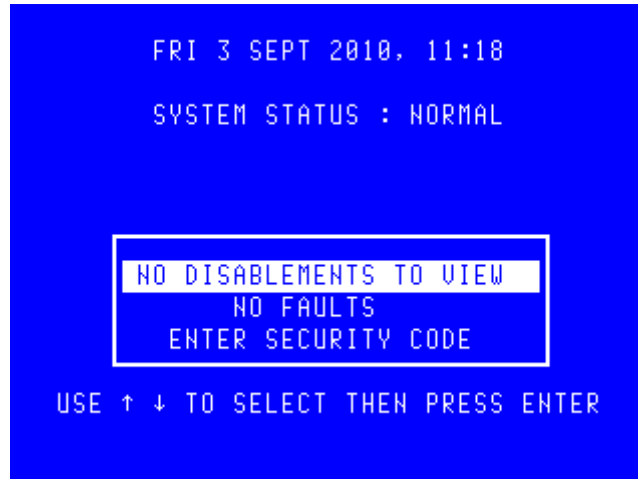 FRI 3 SEPT 2010, 11:18
SYSTEM STATUS : NORMAL
NO DISABLEMENTS TO VIEW
NO FAULTS
ENTER SECURITY CODE
USE ↑ ↓ TO SELECT THEN PRESS ENTER